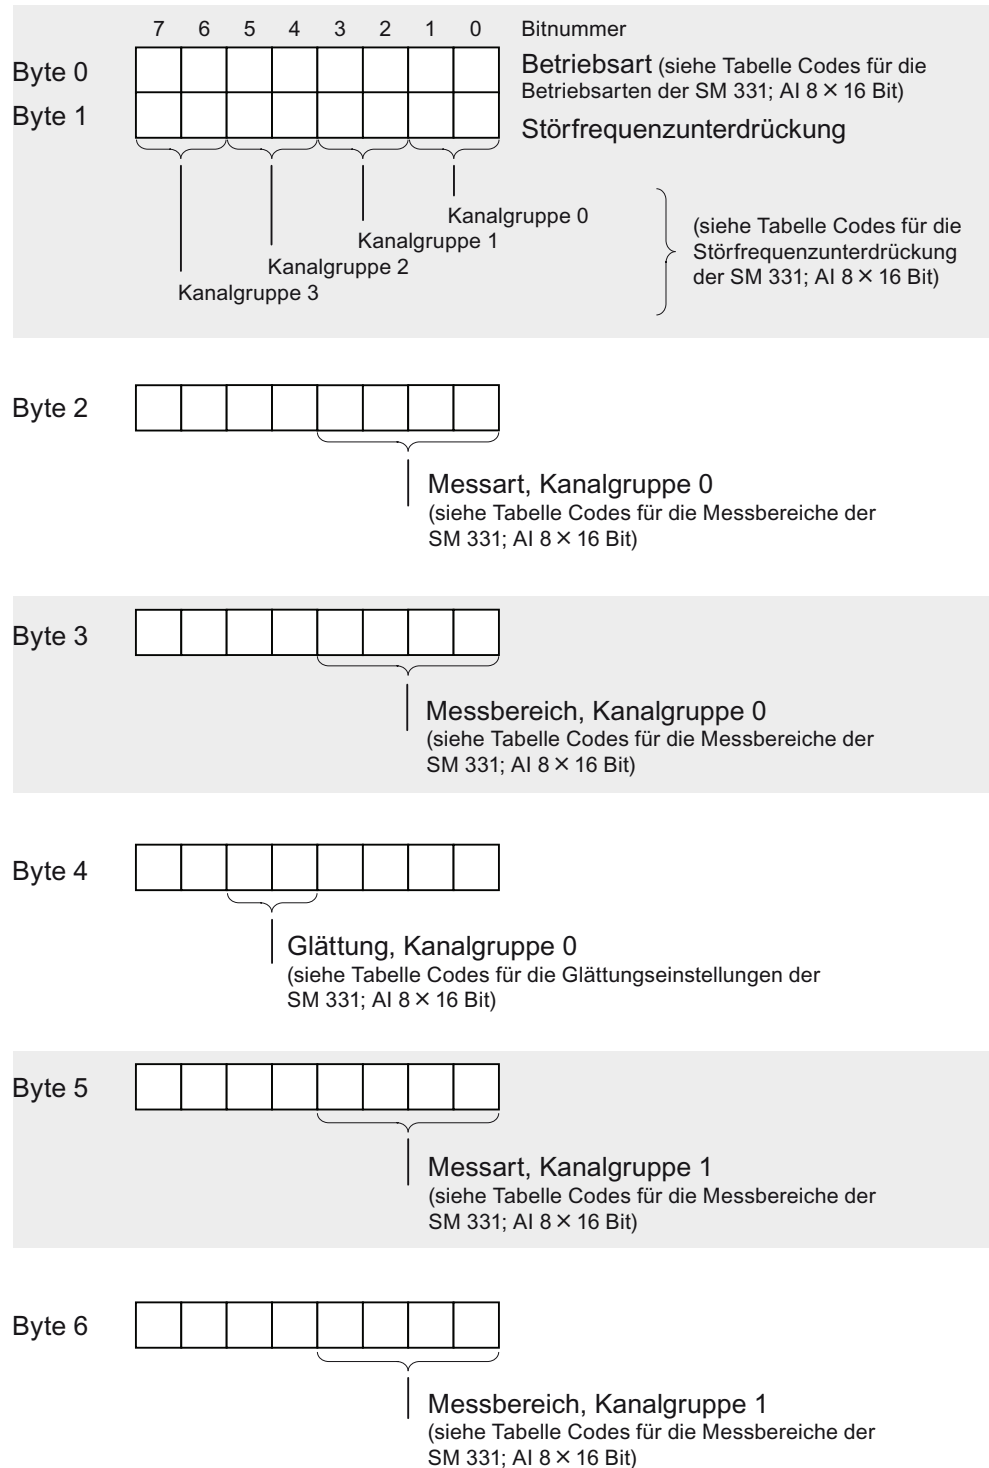 7 6 5 4 3 2 1 0 Bitnummer
Byte 0
Betriebsart (siehe Tabelle Codes für die
Betriebsarten der SM 331; AI 8 × 16 Bit)
Byte 1
Störfrequenzunterdrückung
Kanalgruppe 0
Kanalgruppe 1
Kanalgruppe 2
Kanalgruppe 3
(siehe Tabelle Codes für die
Störfrequenzunterdrückung
der SM 331; AI 8 × 16 Bit)
Byte 2
Messart, Kanalgruppe 0
(siehe Tabelle Codes für die Messbereiche der
SM 331; AI 8 × 16 Bit)
Byte 3
Messbereich, Kanalgruppe 0
(siehe Tabelle Codes für die Messbereiche der
SM 331; AI 8 × 16 Bit)
Byte 4
Glättung, Kanalgruppe 0
(siehe Tabelle Codes für die Glättungseinstellungen der
SM 331; AI 8 × 16 Bit)
Byte 5
Messart, Kanalgruppe 1
(siehe Tabelle Codes für die Messbereiche der
SM 331; AI 8 × 16 Bit)
Byte 6
Messbereich, Kanalgruppe 1
(siehe Tabelle Codes für die Messbereiche der
SM 331; AI 8 × 16 Bit)